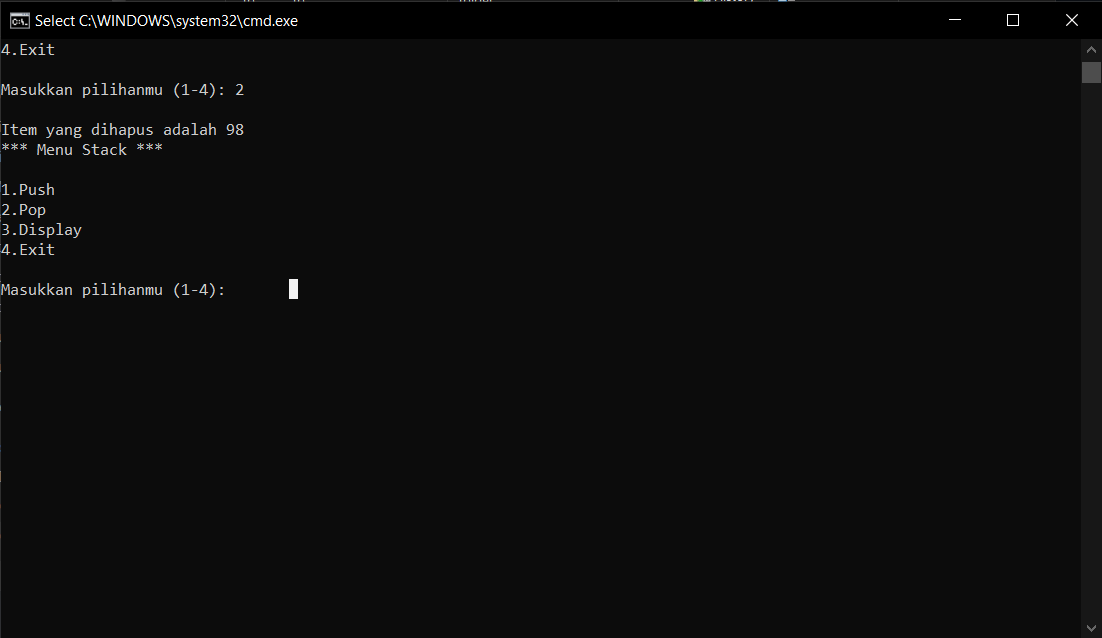 Select C:\WINDOWS\system32\cmd.exe
4.Exit
Masukkan pilihanmu (1-4): 2
Item yang dihapus adalah 98
*** Menu Stack ***
1.Push
2.Pop
3.Display
4.Exit
Masukkan pilihanmu (1-4):